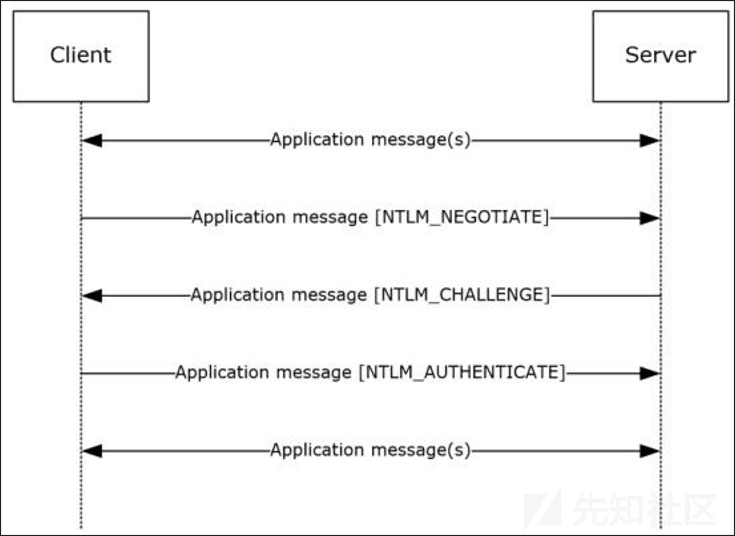 Client
Server
Application message(s)
Application message [NTLM_NEGOTIATE]
Application message [NTLM_CHALLENGE]
Application message [NTLM_AUTHENTICATE]
Application message(s)
先知社区